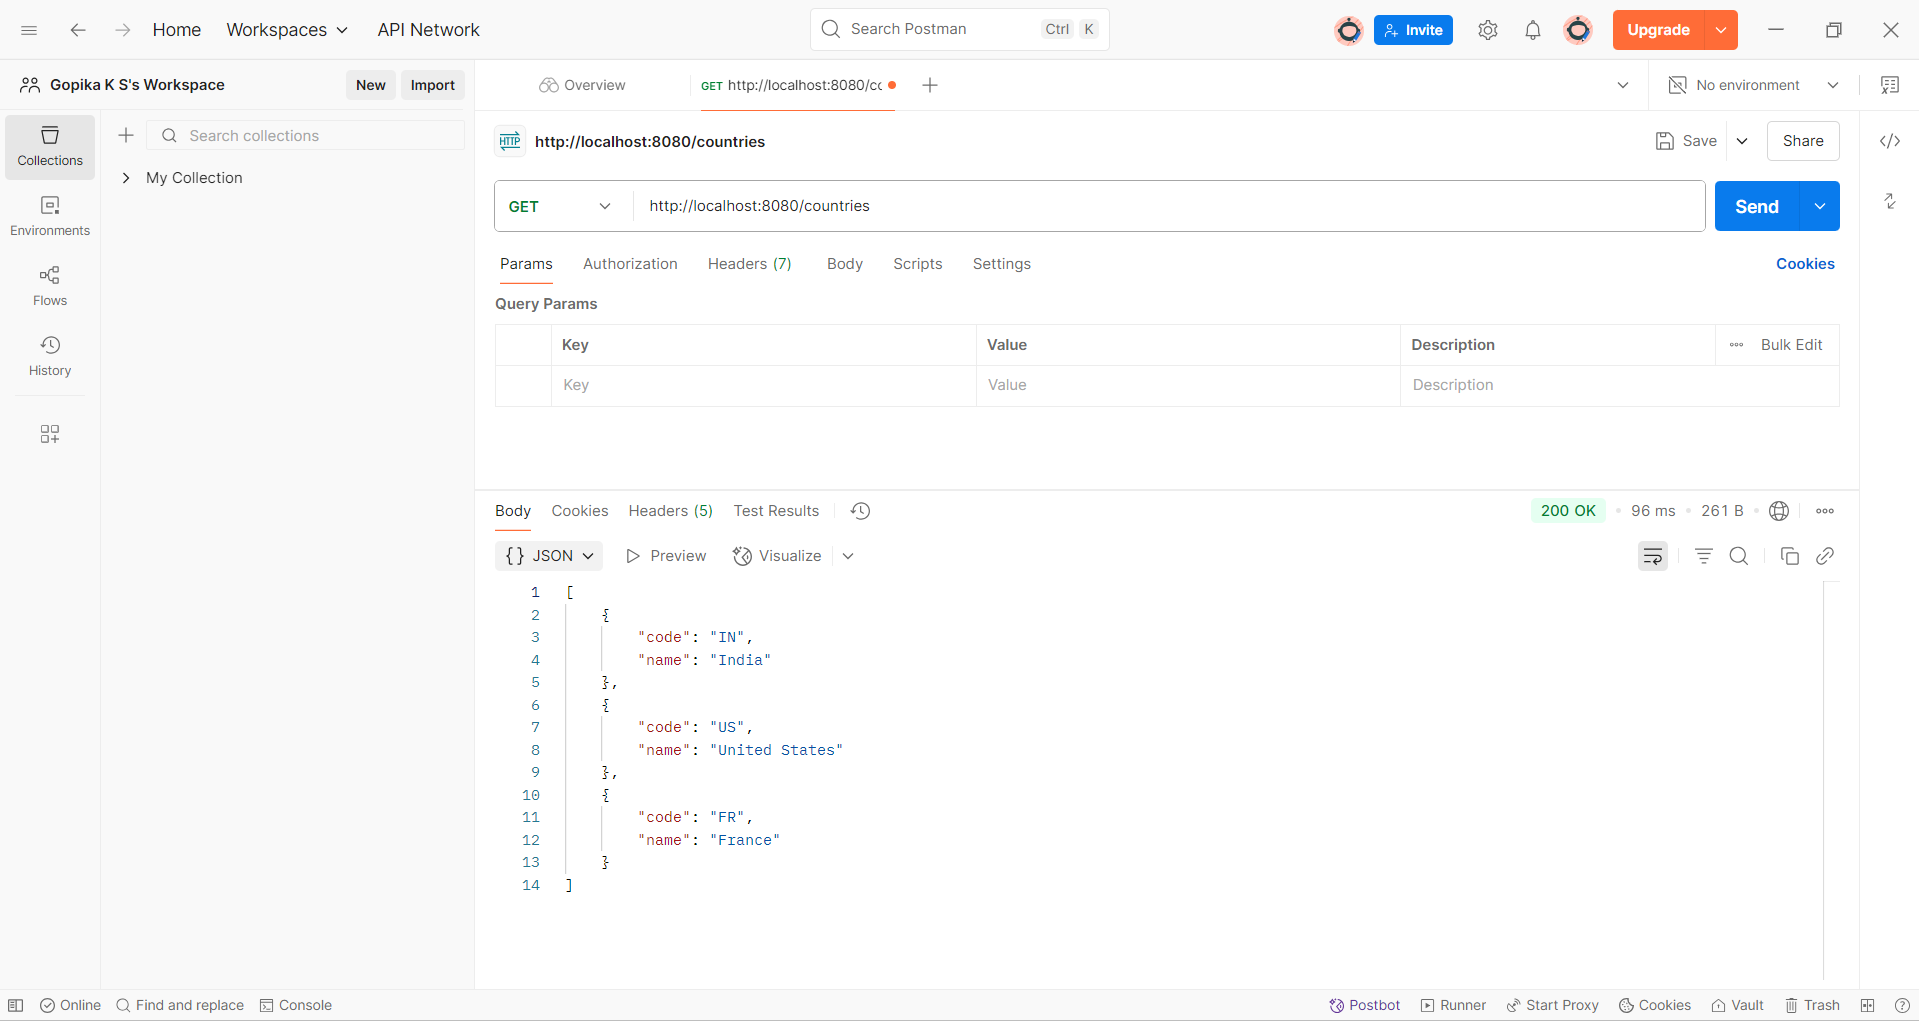 Home Workspaces API Network Search Postman Ctrl K Invite Upgrade
Gopika K S's Workspace New Import Overview GET http://localhost:8080/cc No environment
Collections
Search collections
My Collection
Environments
Flows
History
HTTP http://localhost:8080/countries Save Share
GET http://localhost:8080/countries Send
Params Authorization Headers (7) Body Scripts Settings Cookies
Query Params
Key Value Description Bulk Edit
Key Value Description
Body Cookies Headers (5) Test Results 200 OK 96 ms 261 B
{} JSON Preview Visualize
1 [
2 {
3 "code": "IN",
4 "name": "India"
5 },
6 {
7 "code": "US",
8 "name": "United States"
9 },
10 {
11 "code": "FR",
12 "name": "France"
13 }
14 ]
Online Find and replace Console Postbot Runner Start Proxy Cookies Vault Trash